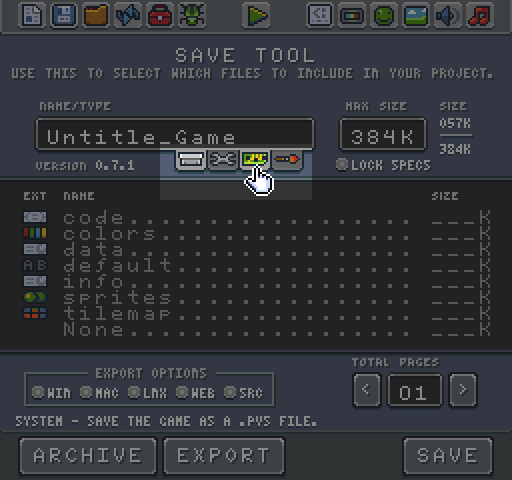 SAVE TOOL
USE THIS TO SELECT WHICH FILES TO INCLUDE IN YOUR PROJECT.
NAME/TYPE
MAX SIZE
SIZE
Untitle_Game
384K
057K
384K
VERSION 0.7.1
LOCK SPECS
EXT NAME SIZE
code...................... ___K
colors.................... ___K
data...................... ___K
AB default................... ___K
info...................... ___K
sprites................... ___K
tilemap................... ___K
None...................... ___K
EXPORT OPTIONS
TOTAL PAGES
WIN MAC LNX WEB SRC
< 01 >
SYSTEM - SAVE THE GAME AS A .PVS FILE.
ARCHIVE EXPORT SAVE